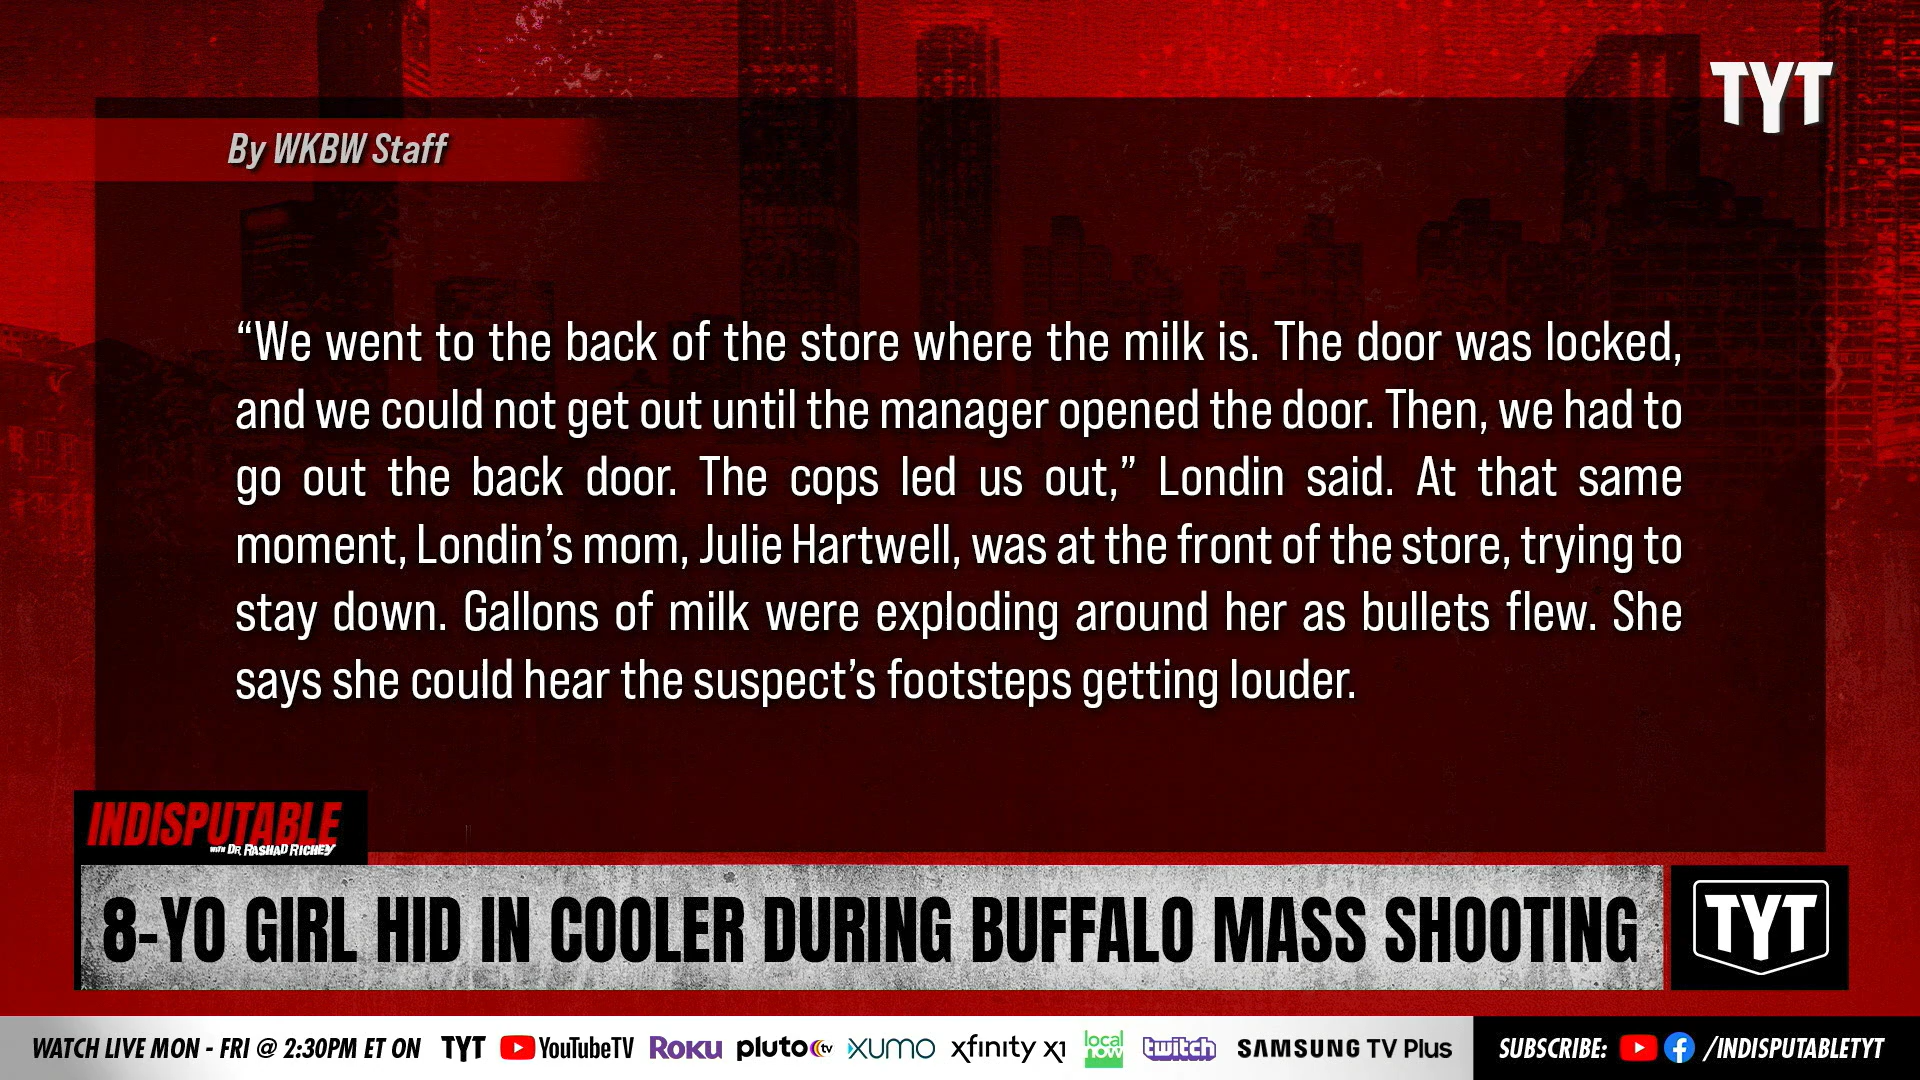 TYT
By WKBW Staff
“We went to the back of the store where the milk is. The door was locked,
and we could not get out until the manager opened the door. Then, we had to
go out the back door. The cops led us out,” Londin said. At that same
moment, Londin’s mom, Julie Hartwell, was at the front of the store, trying to
stay down. Gallons of milk were exploding around her as bullets flew. She
says she could hear the suspect’s footsteps getting louder.
INDISPUTABLE
WITH DR RASHAD RICHEY
8-YO GIRL HID IN COOLER DURING BUFFALO MASS SHOOTING
TYT
WATCH LIVE MON - FRI @ 2:30PM ET ON TYT YouTubeTV ROKU pluto tv XUMO xfinity x1 local now twitch SAMSUNG TV Plus SUBSCRIBE: /INDISPUTABLETYT